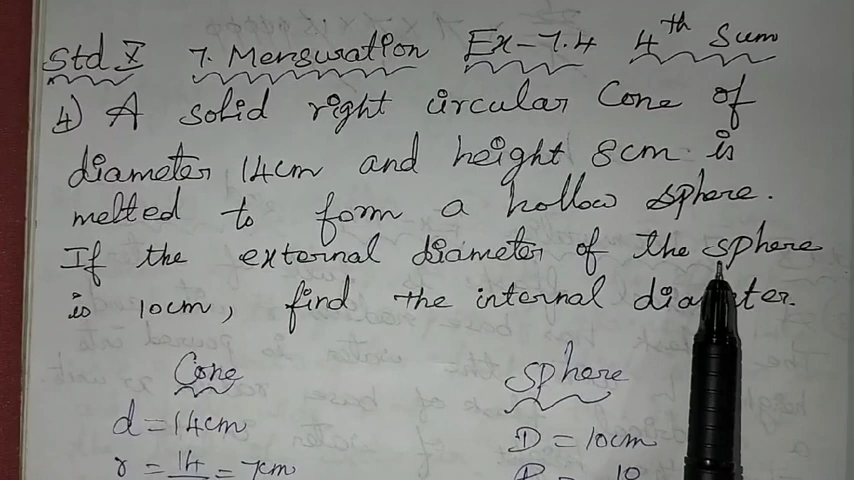 Std X 7. Mensuration Ex-7.4 4th Sum
4) A solid right circular Cone of
diameter 14cm and height 8cm is
melted to form a hollow sphere.
If the external diameter of the sphere
is 10cm, find the internal diameter.
Cone
d = 14cm
r = 14 = 7cm
Sphere
D = 10cm
R = 10